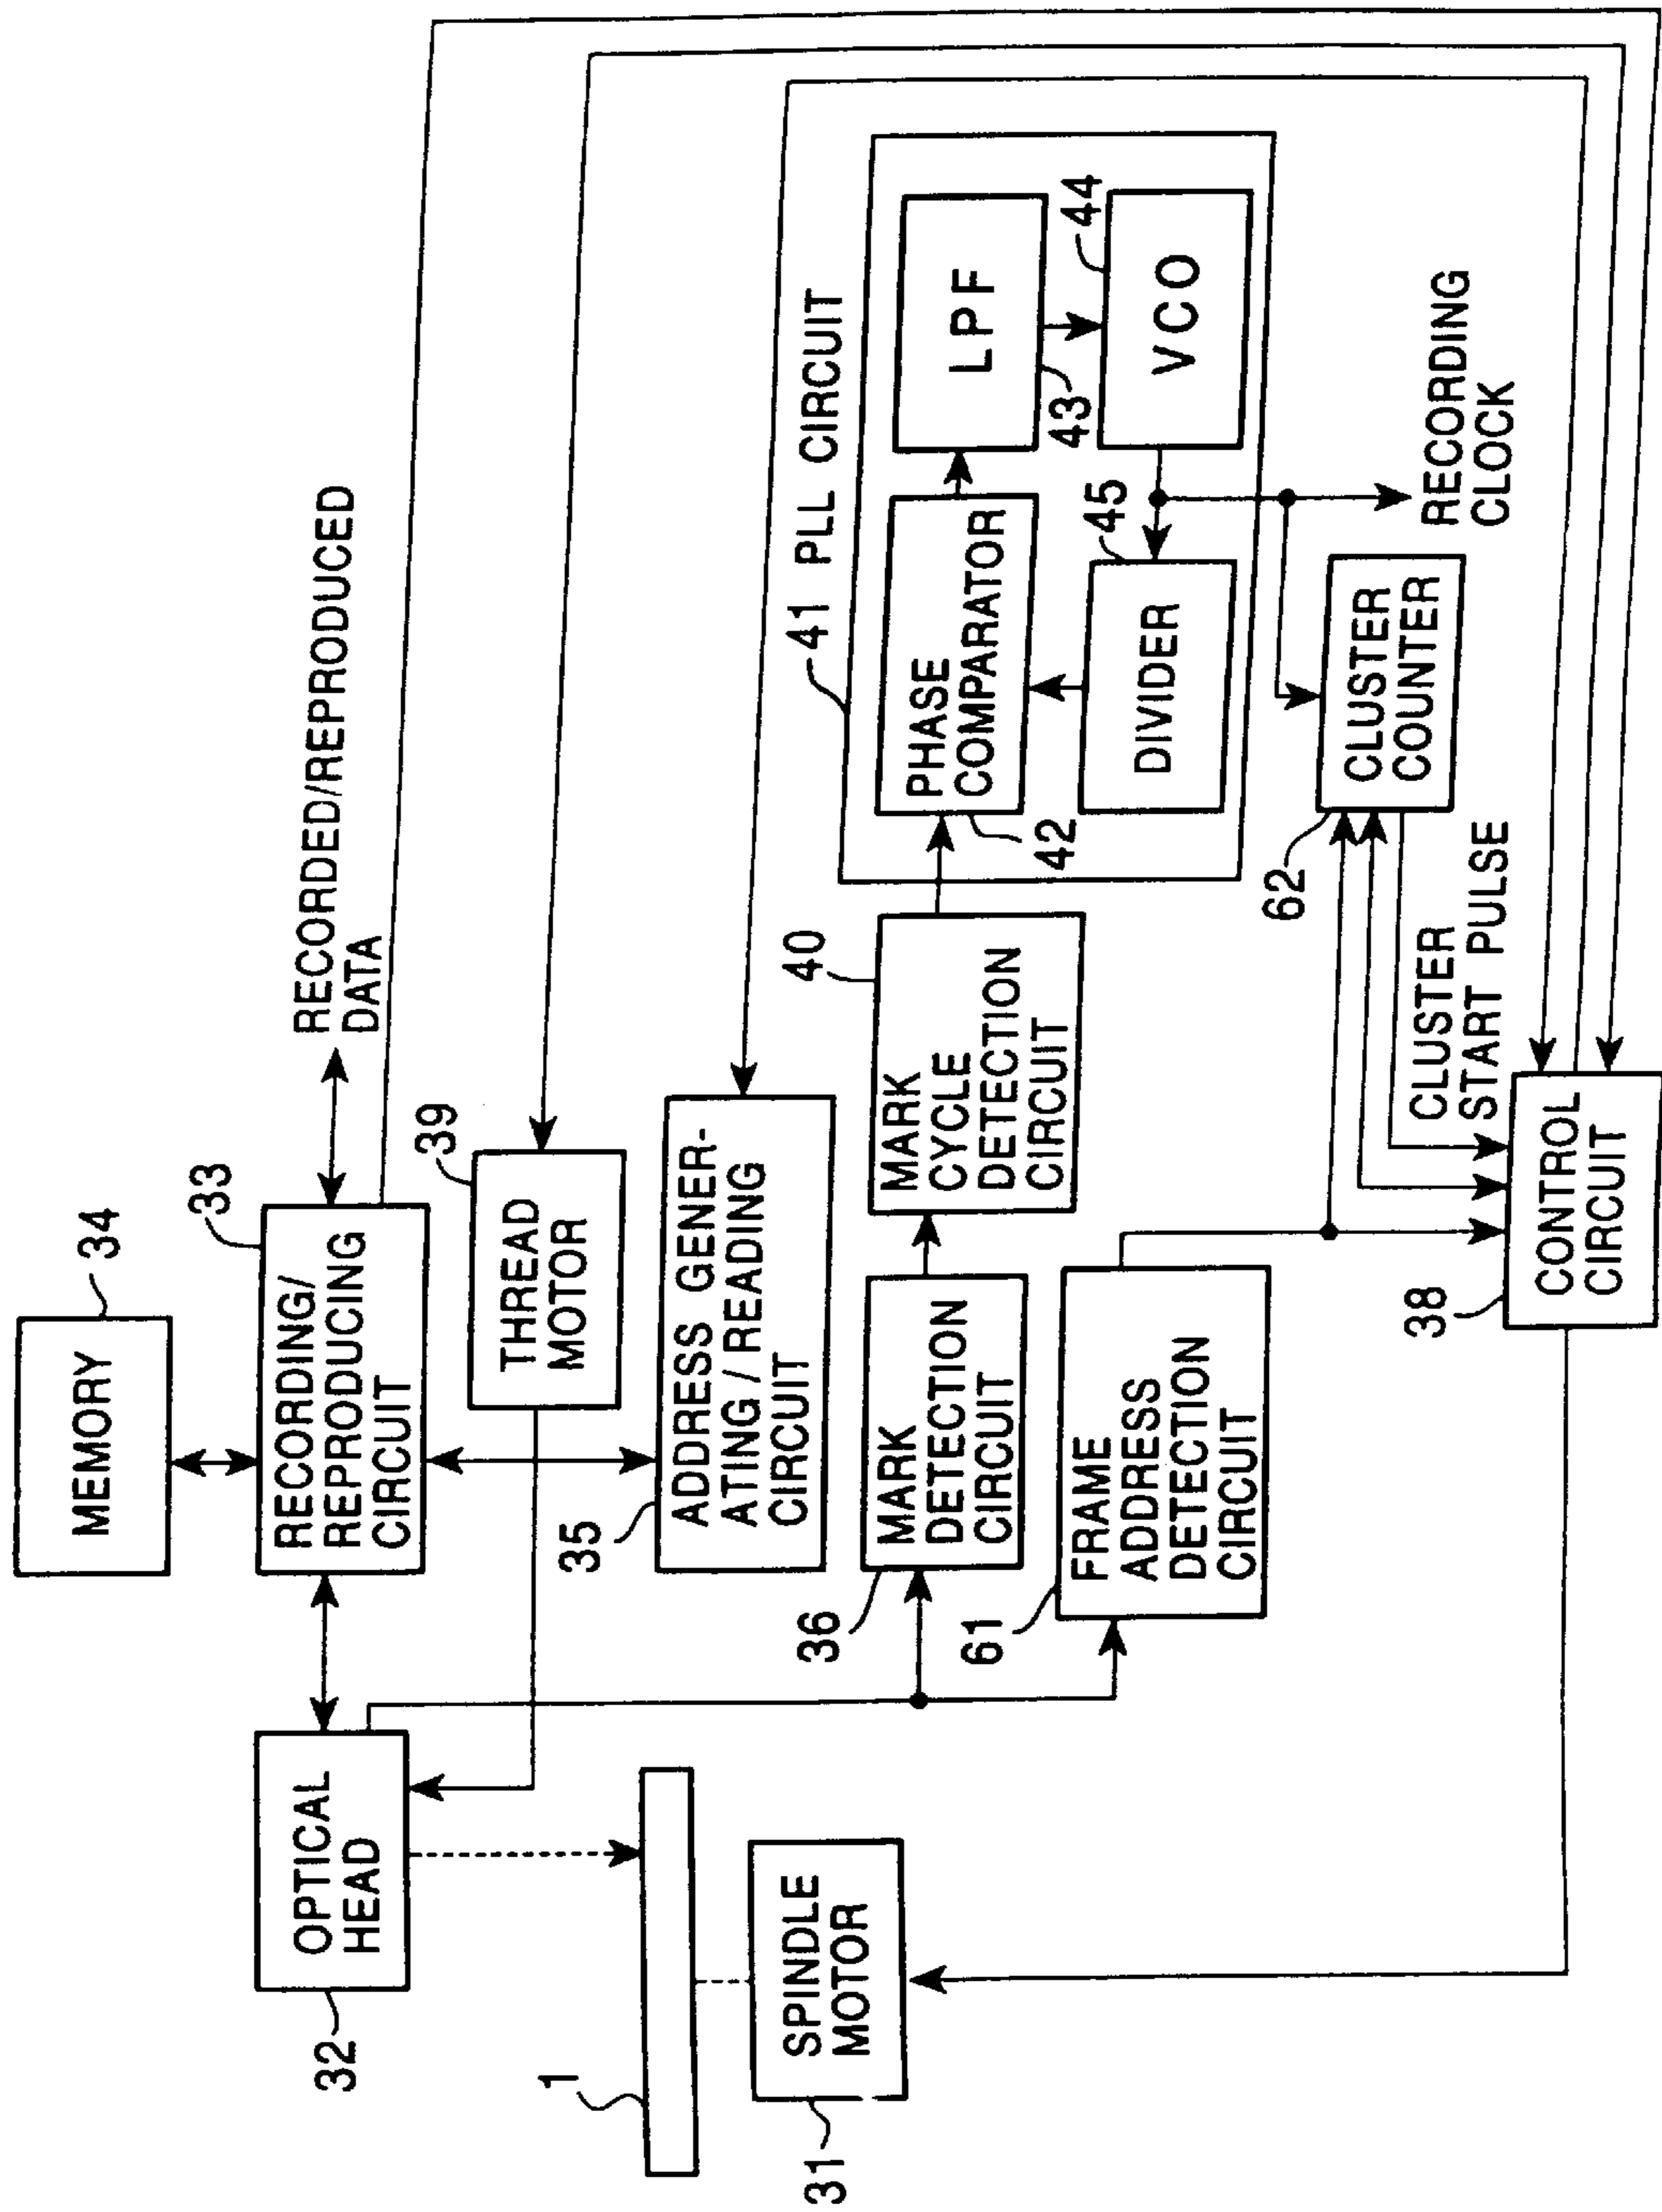 MEMORY
34
RECORDED/REPRODUCED
DATA
33
RECORDING/
REPRODUCING
CIRCUIT
OPTICAL
HEAD
32
39
THREAD
MOTOR
35
ADDRESS GENER-
ATING/READING
CIRCUIT
1
SPINDLE
MOTOR
31
36
MARK
DETECTION
CIRCUIT
40
MARK
CYCLE
DETECTION
CIRCUIT
41 PLL CIRCUIT
PHASE
COMPARATOR
42
LPF
43
VCO
44
DIVIDER
45
61
FRAME
ADDRESS
DETECTION
CIRCUIT
62
CLUSTER
COUNTER
RECORDING
CLOCK
CLUSTER
START PULSE
38
CONTROL
CIRCUIT